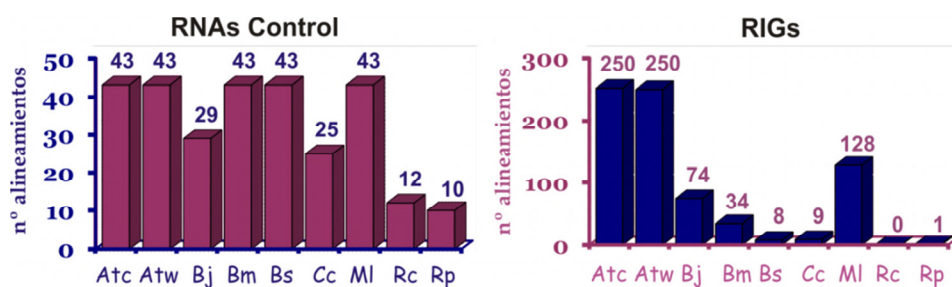 RNAs Control
nº alineamientos
50
40
30
20
10
0
43 43 29 43 43 25 43 12 10
Atc Atw Bj Bm Bs Cc Ml Rc Rp
RIGs
nº alineamientos
300
200
100
0
250 250 74 34 8 9 128 0 1
Atc Atw Bj Bm Bs Cc Ml Rc Rp